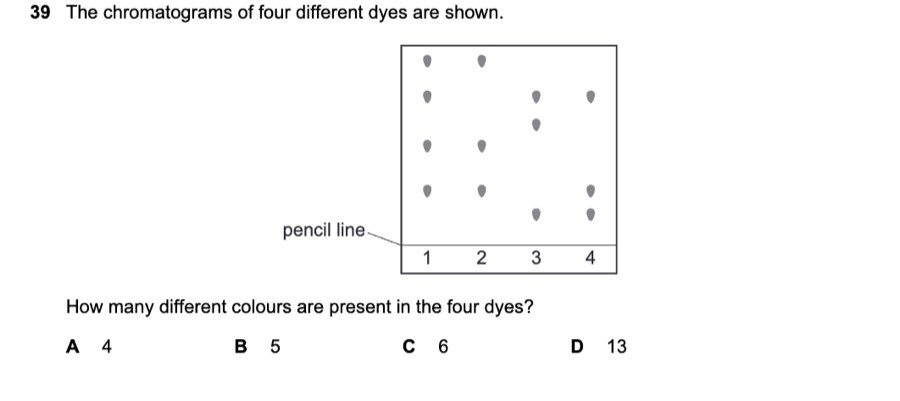 39 The chromatograms of four different dyes are shown.
pencil line
1 2 3 4
How many different colours are present in the four dyes?
A 4 B 5 C 6 D 13